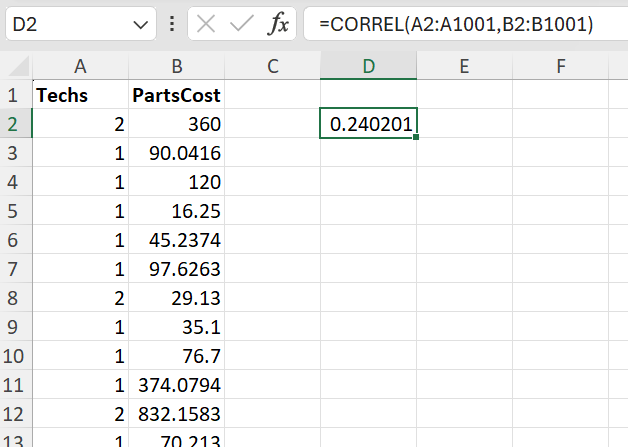 D2 fx =CORREL(A2:A1001,B2:B1001)
A B C D E F
1 Techs PartsCost
2 2 360 0.240201
3 1 90.0416
4 1 120
5 1 16.25
6 1 45.2374
7 1 97.6263
8 2 29.13
9 1 35.1
10 1 76.7
11 1 374.0794
12 2 832.1583
13 1 70.213